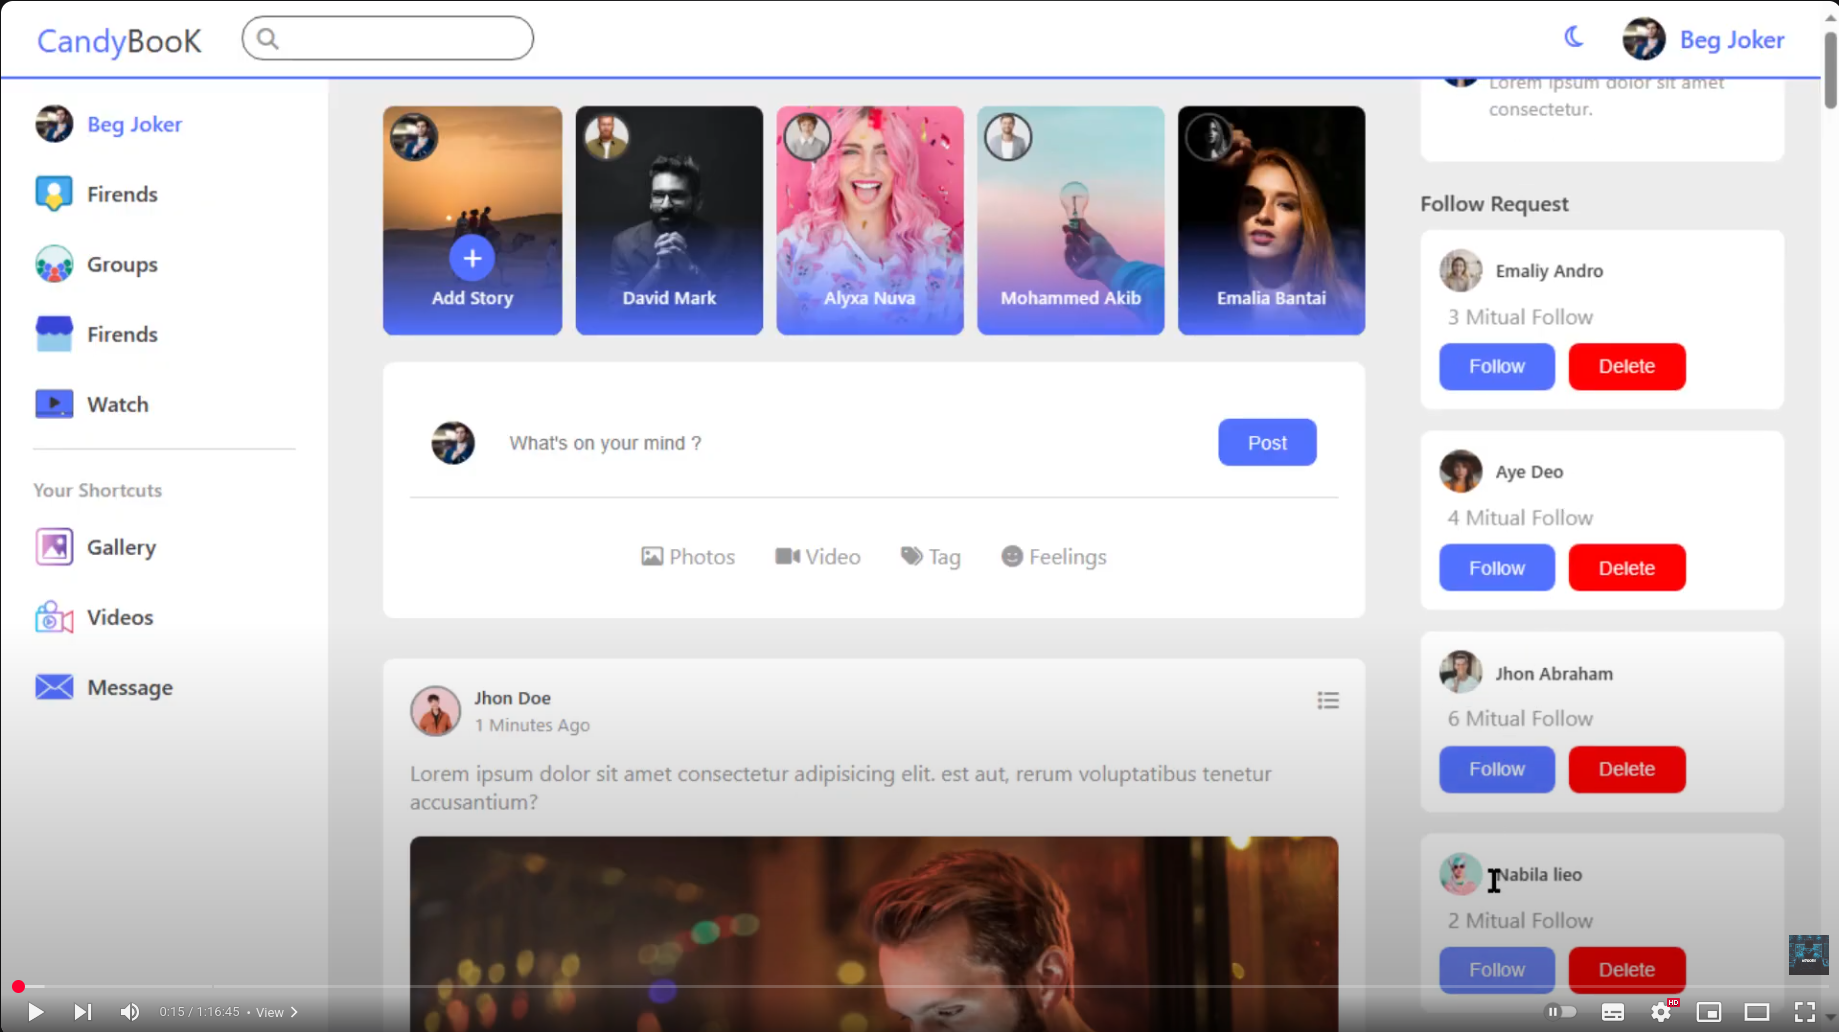 CandyBooK
Beg Joker
Beg Joker
Firends
Groups
Firends
Watch
Your Shortcuts
Gallery
Videos
Message
Add Story
David Mark
Alyxa Nuva
Mohammed Akib
Emalia Bantai
What's on your mind ?
Post
Photos
Video
Tag
Feelings
Jhon Doe
1 Minutes Ago
Lorem ipsum dolor sit amet consectetur adipisicing elit. est aut, rerum voluptatibus tenetur
accusantium?
Lorem ipsum dolor sit amet
consectetur.
Follow Request
Emaliy Andro
3 Mitual Follow
Follow Delete
Aye Deo
4 Mitual Follow
Follow Delete
Jhon Abraham
6 Mitual Follow
Follow Delete
Nabila lieo
2 Mitual Follow
Follow Delete
0:15 / 1:16:45 • View
HD